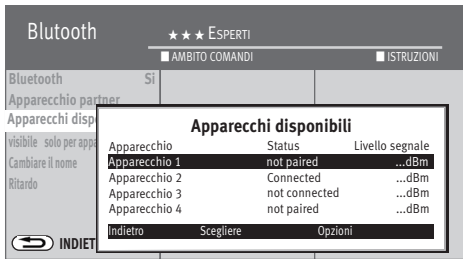 Blutooth
★ ★ ★ ESPERTI
AMBITO COMANDI
ISTRUZIONI
Bluetooth Si
Apparecchio partner
Apparecchi disp
visibile solo per appa
Cambiare il nome
Ritardo
INDIET
Apparecchi disponibili
Apparecchio Status Livello segnale
Apparecchio 1 not paired ...dBm
Apparecchio 2 Connected ...dBm
Apparecchio 3 not connected ...dBm
Apparecchio 4 not paired ...dBm
Indietro Scegliere Opzioni